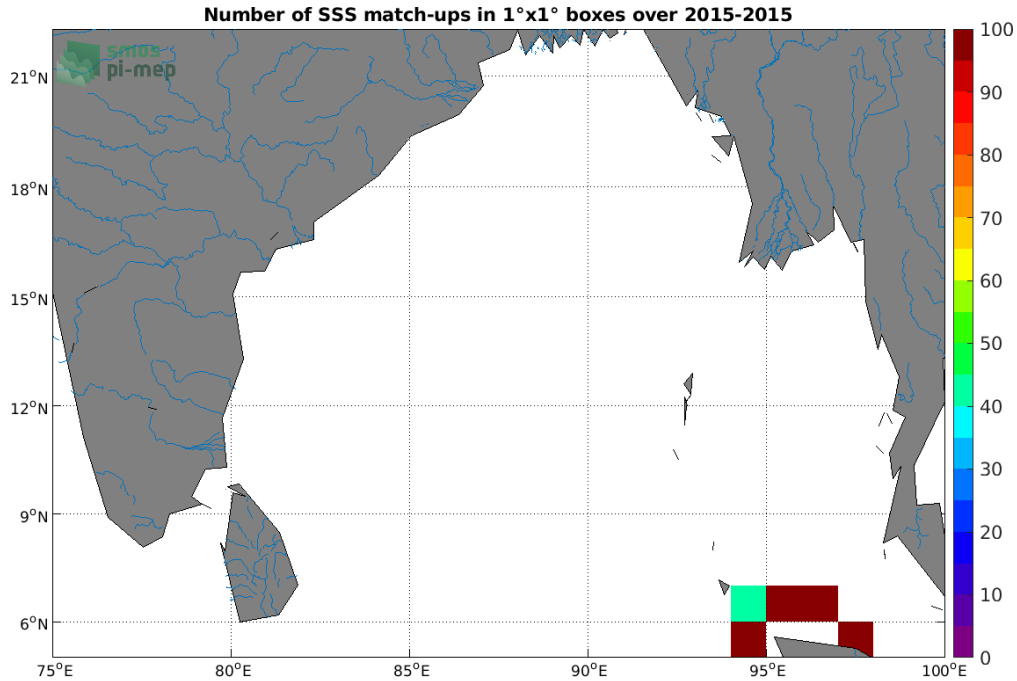 Number of SSS match-ups in 1°x1° boxes over 2015-2015
smos
pi-mep
21°N
18°N
15°N
12°N
9°N
6°N
75°E 80°E 85°E 90°E 95°E 100°E
100
90
80
70
60
50
40
30
20
10
0